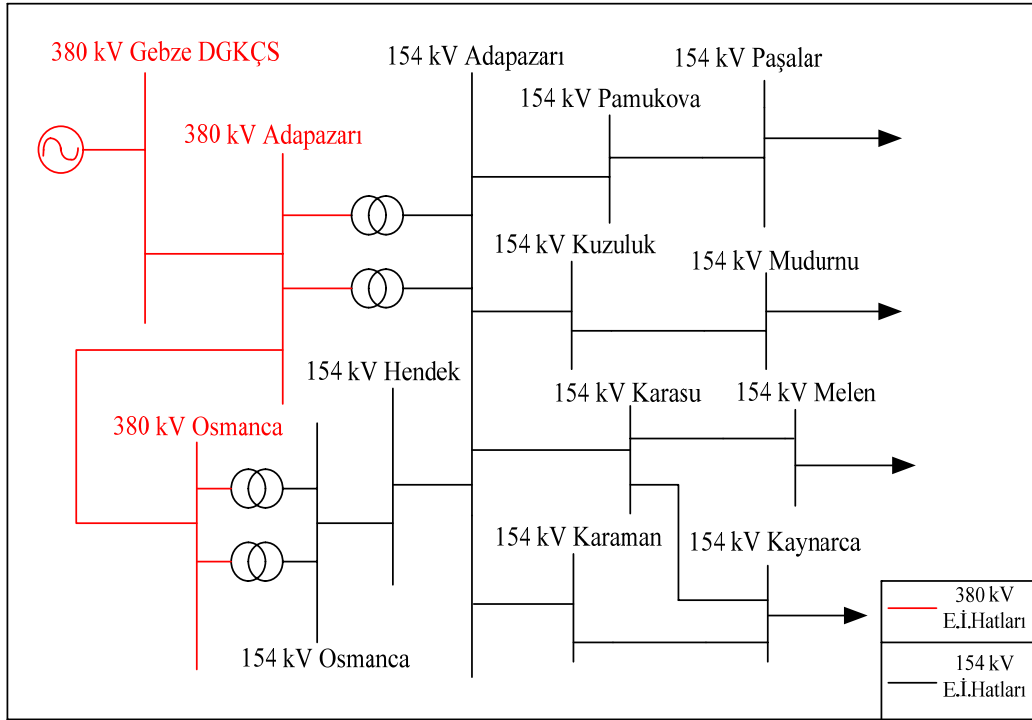 380 kV Gebze DGKÇS
154 kV Adapazarı
154 kV Paşalar
154 kV Pamukova
380 kV Adapazarı
154 kV Kuzuluk
154 kV Mudurnu
154 kV Hendek
154 kV Karasu
154 kV Melen
380 kV Osmanca
154 kV Karaman
154 kV Kaynarca
154 kV Osmanca
380 kV
E.İ.Hatları
154 kV
E.İ.Hatları